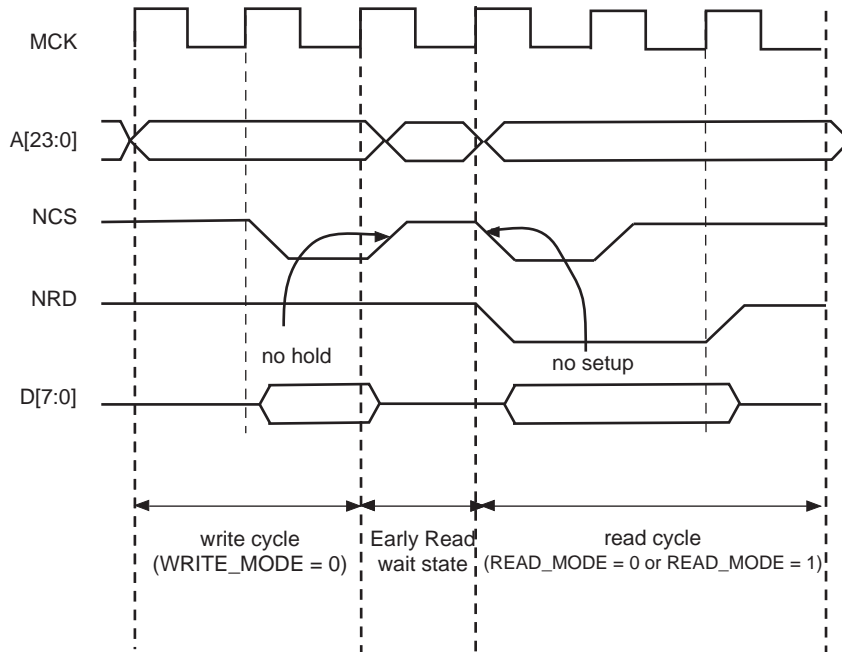 MCK
A[23:0]
NCS
NRD
no hold
no setup
D[7:0]
write cycle
(WRITE_MODE = 0)
Early Read
wait state
read cycle
(READ_MODE = 0 or READ_MODE = 1)